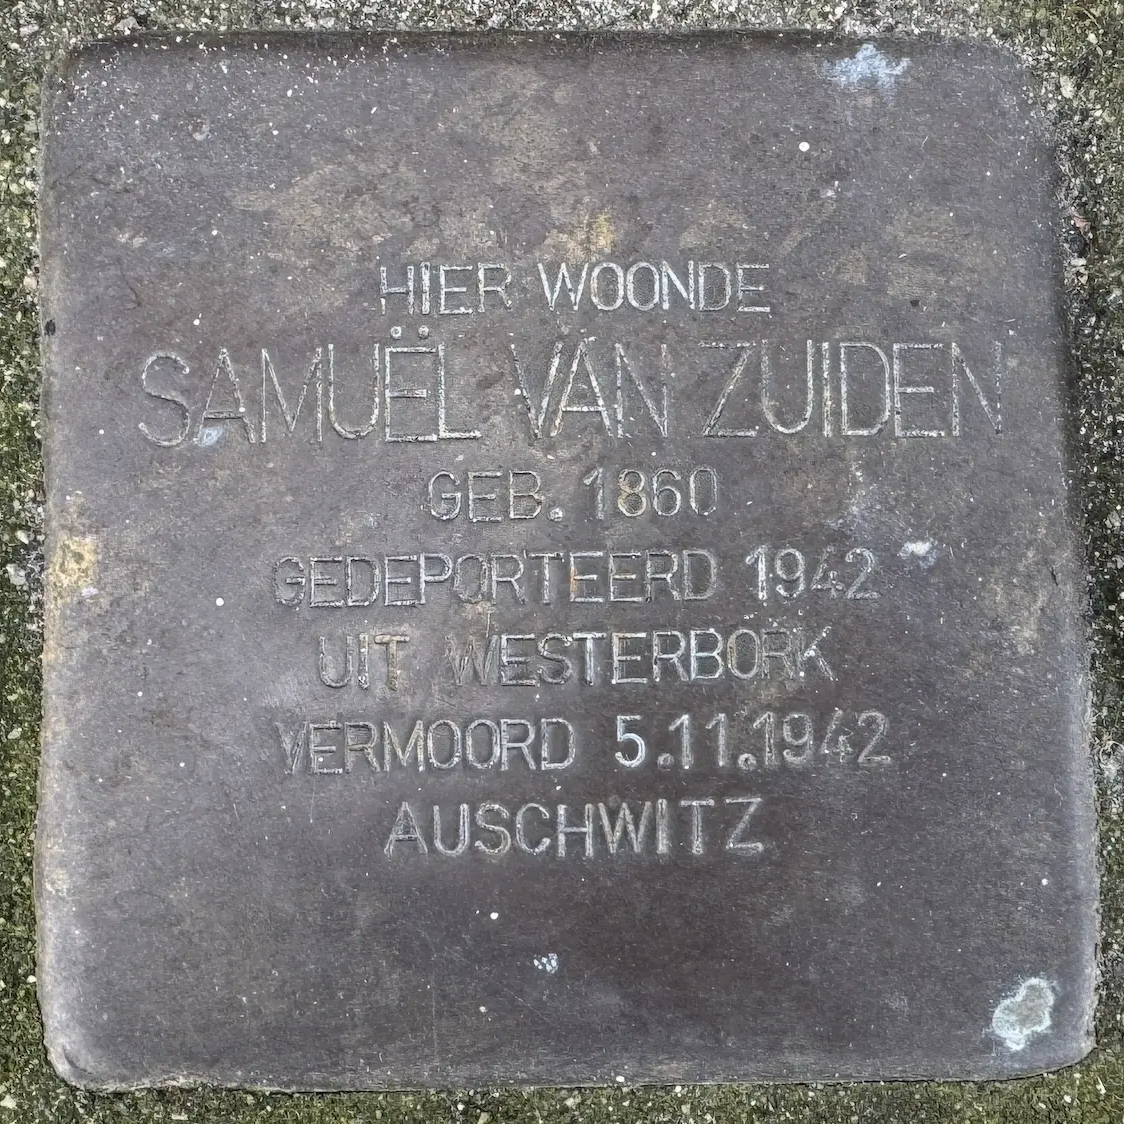 HIER WOONDE
SAMUËL VAN ZUIDEN
GEB. 1860
GEDEPORTEERD 1942
UIT WESTERBORK
VERMOORD 5.11.1942
AUSCHWITZ